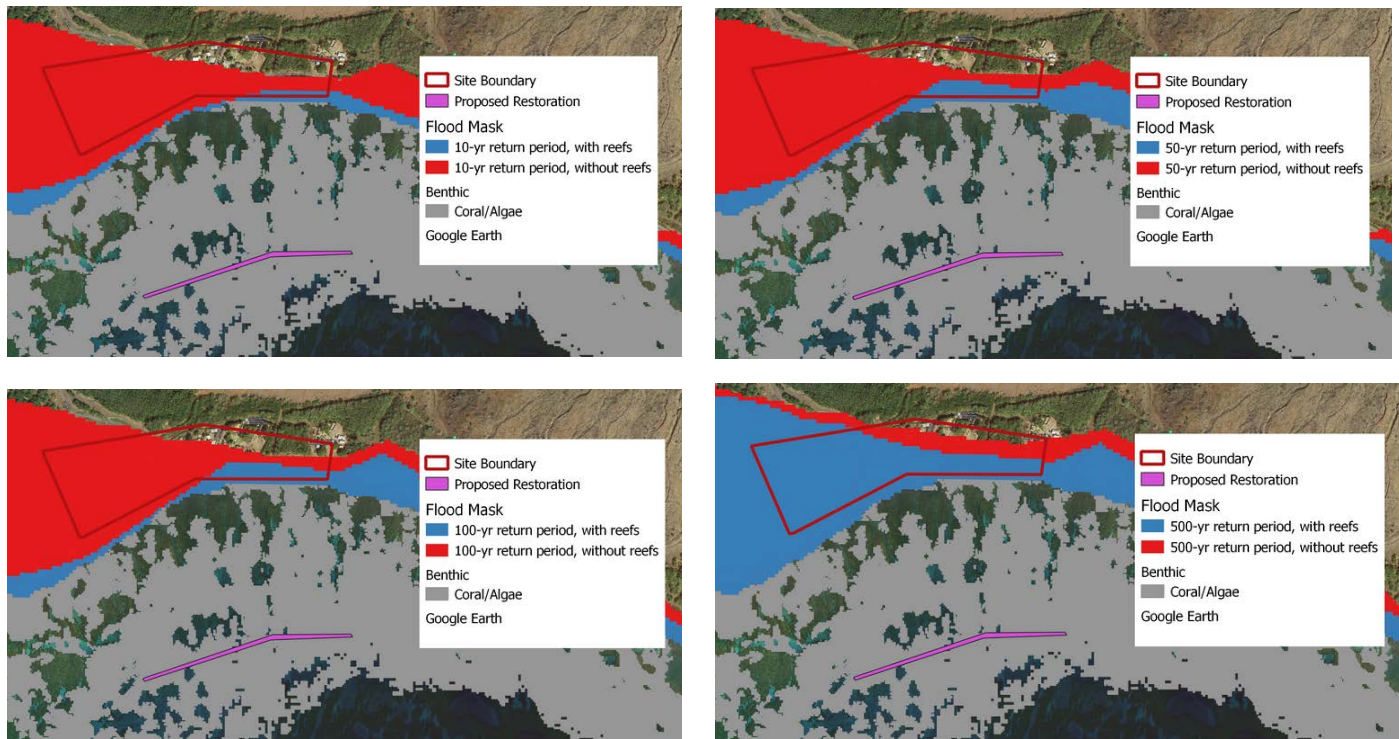 Site Boundary
Proposed Restoration
Flood Mask
10-yr return period, with reefs
10-yr return period, without reefs
Benthic
Coral/Algae
Google Earth
Site Boundary
Proposed Restoration
Flood Mask
50-yr return period, with reefs
50-yr return period, without reefs
Benthic
Coral/Algae
Google Earth
Site Boundary
Proposed Restoration
Flood Mask
100-yr return period, with reefs
100-yr return period, without reefs
Benthic
Coral/Algae
Google Earth
Site Boundary
Proposed Restoration
Flood Mask
500-yr return period, with reefs
500-yr return period, without reefs
Benthic
Coral/Algae
Google Earth